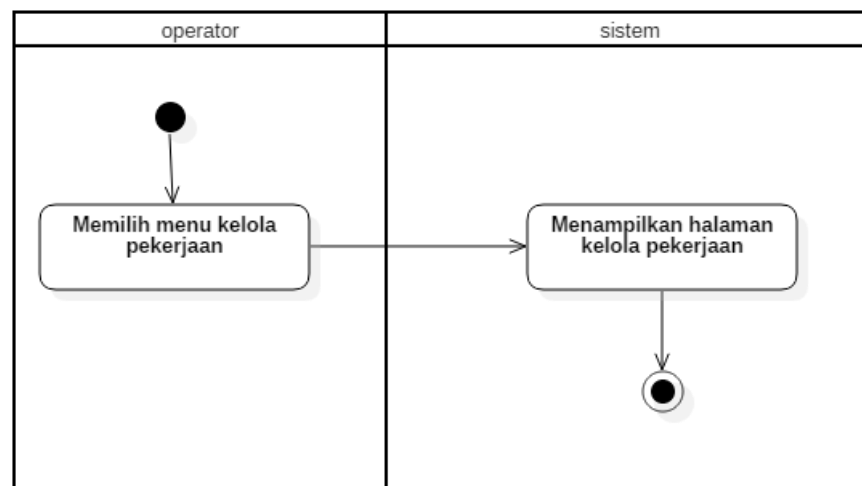 operator
sistem
Memilih menu kelola
pekerjaan
Menampilkan halaman
kelola pekerjaan